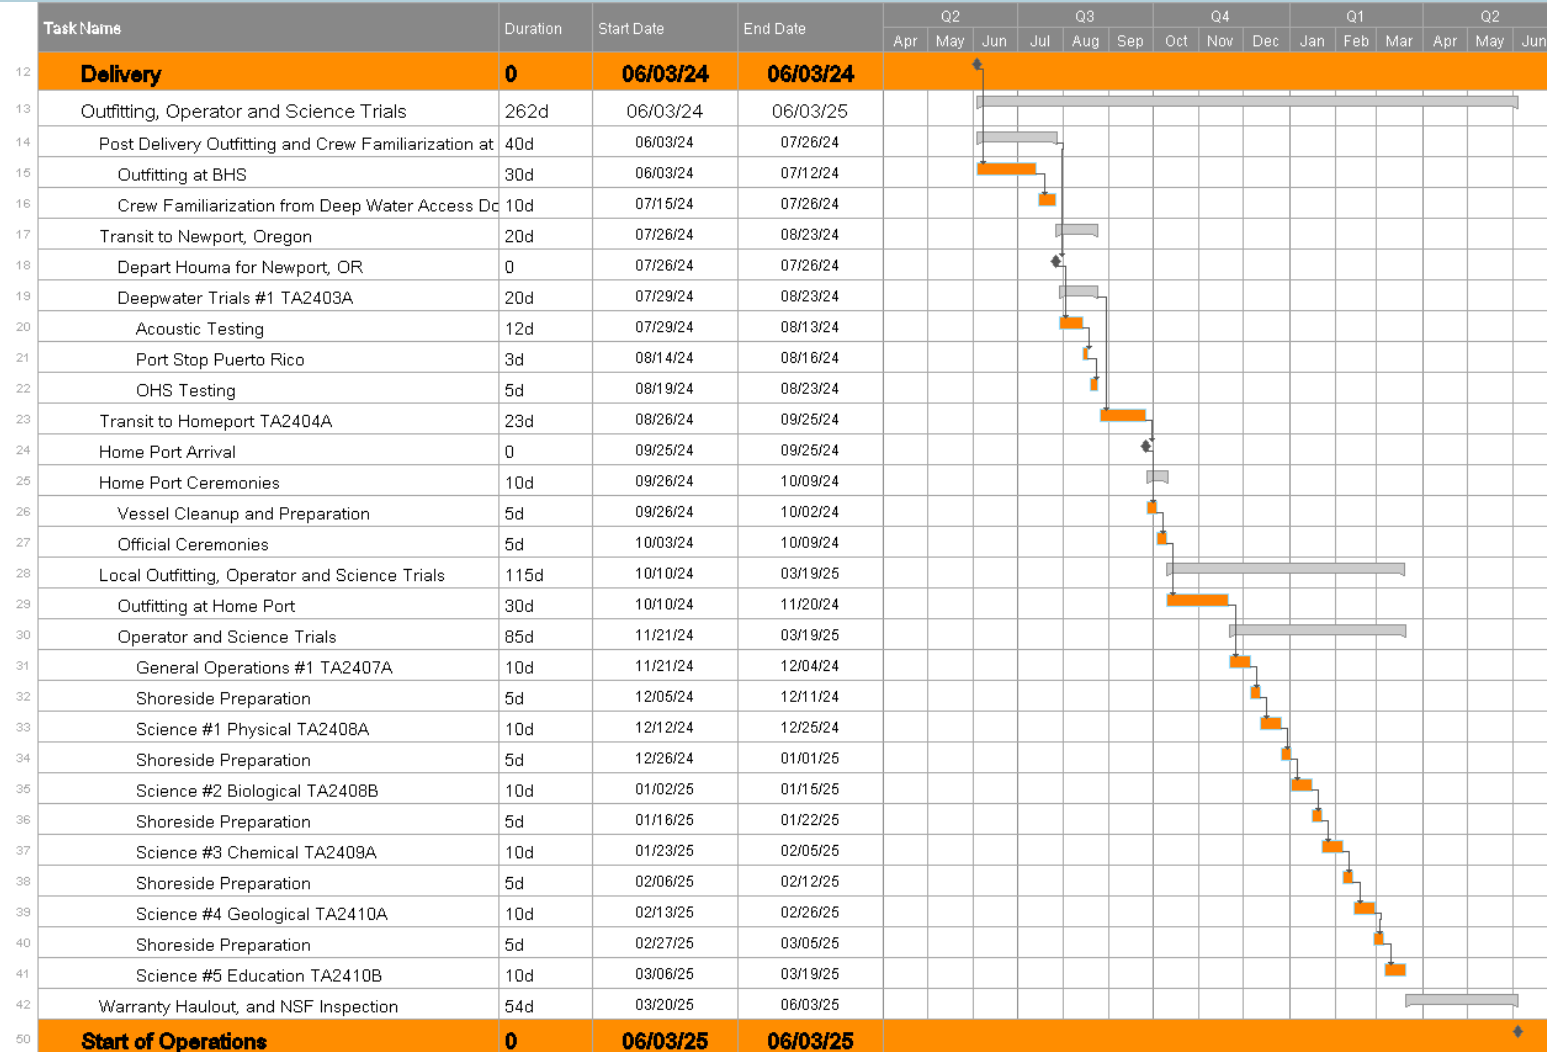 Q2 Q3 Q4 Q1 Q2
Task Name Duration Start Date End Date
Apr May Jun Jul Aug Sep Oct Nov Dec Jan Feb Mar Apr May Jun
12 Delivery 0 06/03/24 06/03/24
13 Outfitting, Operator and Science Trials 262d 06/03/24 06/03/25
14 Post Delivery Outfitting and Crew Familiarization at 40d 06/03/24 07/26/24
15 Outfitting at BHS 30d 06/03/24 07/12/24
16 Crew Familiarization from Deep Water Access Dc 10d 07/15/24 07/26/24
17 Transit to Newport, Oregon 20d 07/26/24 08/23/24
18 Depart Houma for Newport, OR 0 07/26/24 07/26/24
19 Deepwater Trials #1 TA2403A 20d 07/29/24 08/23/24
20 Acoustic Testing 12d 07/29/24 08/13/24
21 Port Stop Puerto Rico 3d 08/14/24 08/16/24
22 OHS Testing 5d 08/19/24 08/23/24
23 Transit to Homeport TA2404A 23d 08/26/24 09/25/24
24 Home Port Arrival 0 09/25/24 09/25/24
25 Home Port Ceremonies 10d 09/26/24 10/09/24
26 Vessel Cleanup and Preparation 5d 09/26/24 10/02/24
27 Official Ceremonies 5d 10/03/24 10/09/24
28 Local Outfitting, Operator and Science Trials 115d 10/10/24 03/19/25
29 Outfitting at Home Port 30d 10/10/24 11/20/24
30 Operator and Science Trials 85d 11/21/24 03/19/25
31 General Operations #1 TA2407A 10d 11/21/24 12/04/24
32 Shoreside Preparation 5d 12/05/24 12/11/24
33 Science #1 Physical TA2408A 10d 12/12/24 12/25/24
34 Shoreside Preparation 5d 12/26/24 01/01/25
35 Science #2 Biological TA2408B 10d 01/02/25 01/15/25
36 Shoreside Preparation 5d 01/16/25 01/22/25
37 Science #3 Chemical TA2409A 10d 01/23/25 02/05/25
38 Shoreside Preparation 5d 02/06/25 02/12/25
39 Science #4 Geological TA2410A 10d 02/13/25 02/26/25
40 Shoreside Preparation 5d 02/27/25 03/05/25
41 Science #5 Education TA2410B 10d 03/06/25 03/19/25
42 Warranty Haulout, and NSF Inspection 54d 03/20/25 06/03/25
50 Start of Operations 0 06/03/25 06/03/25